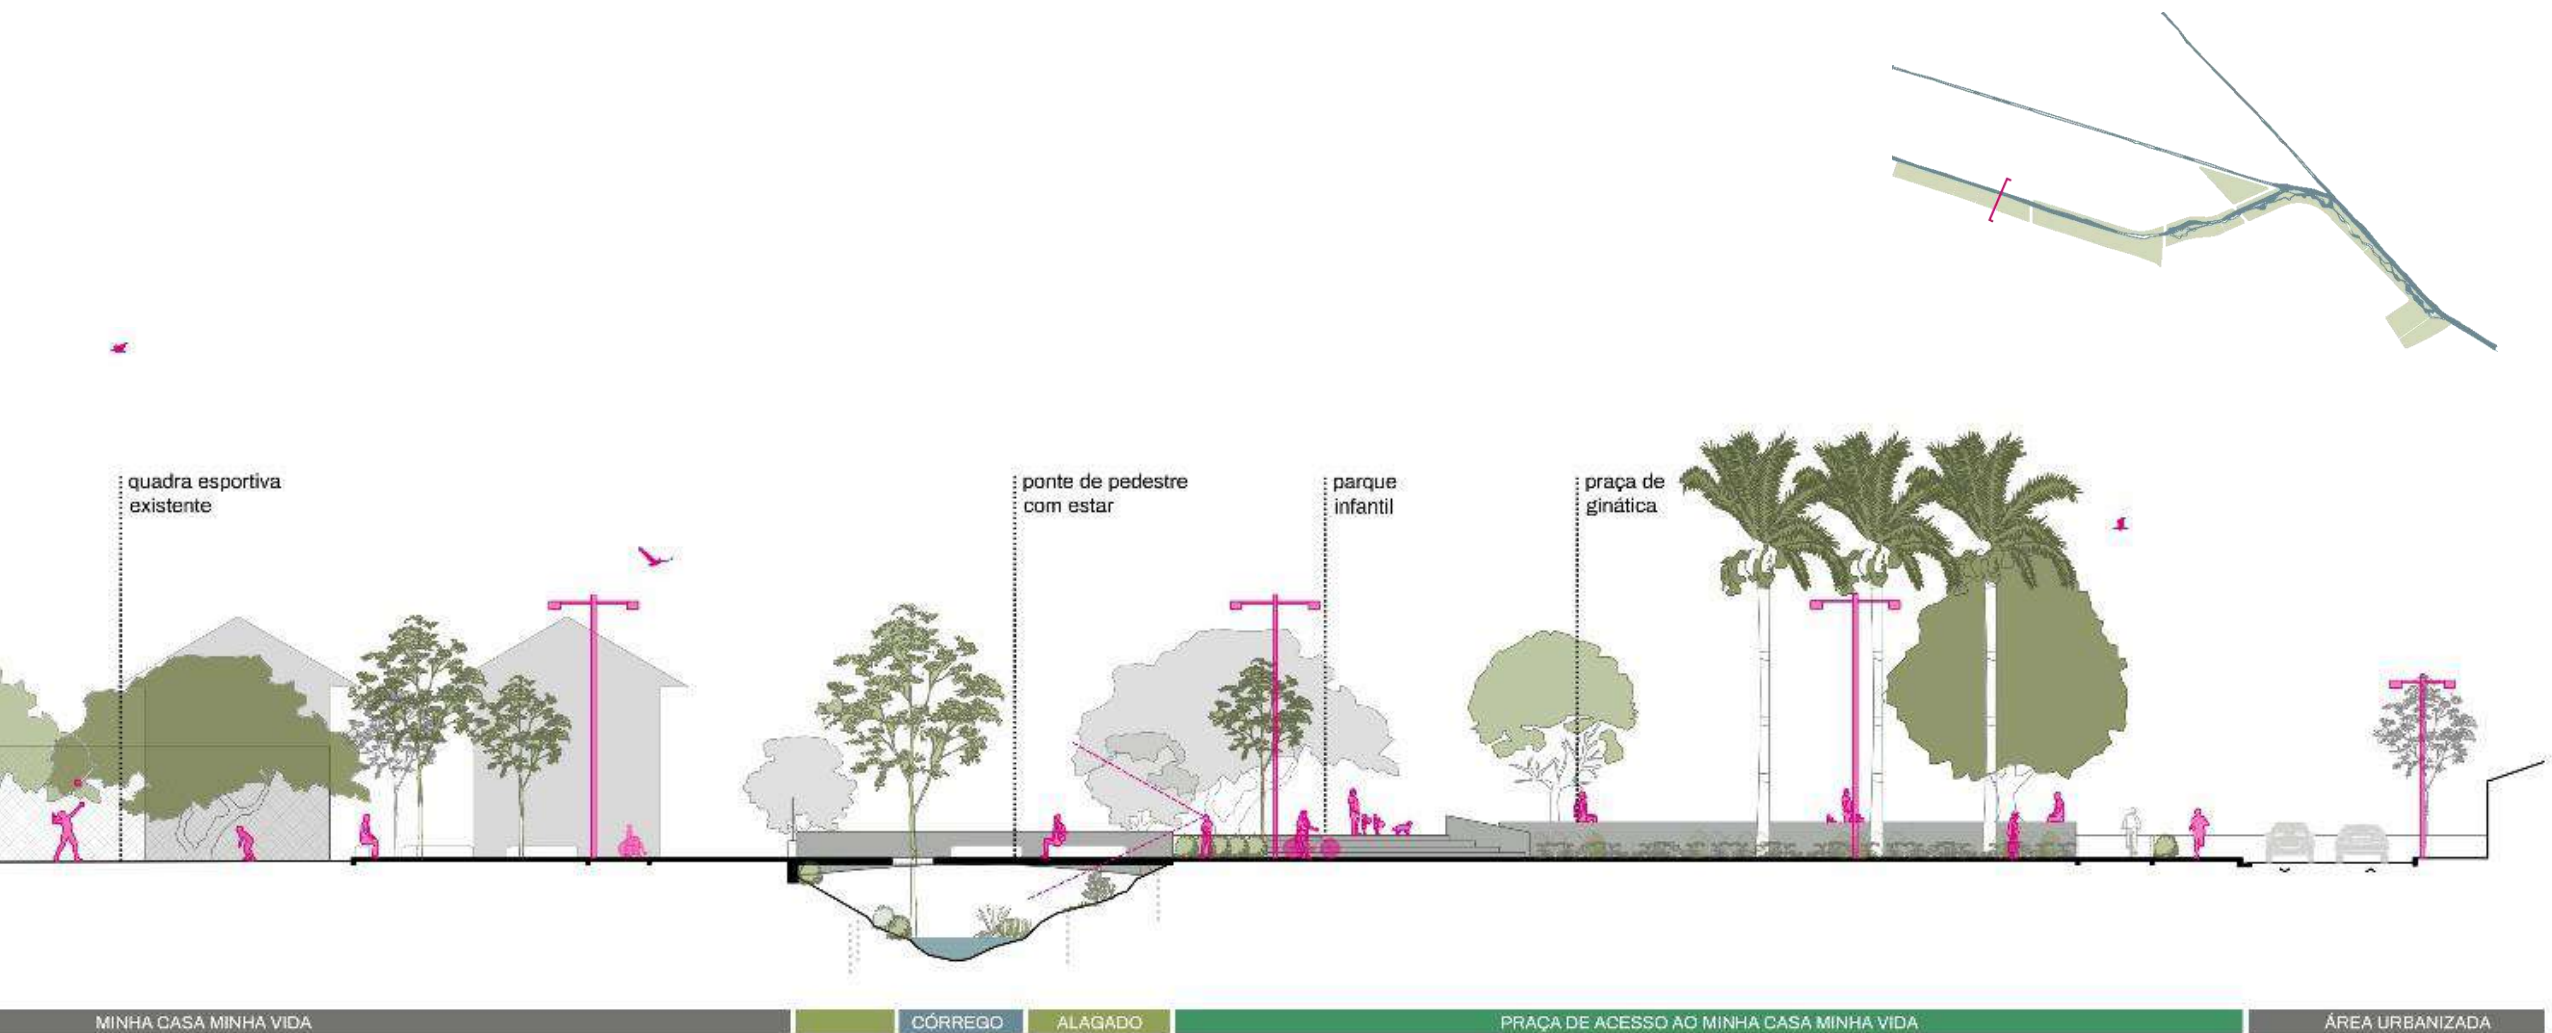 quadra esportiva
existente
ponte de pedestre
com estar
parque
infantil
praça de
ginática
MINHA CASA MINHA VIDA
CÓRREGO
ALAGADO
PRAÇA DE ACESSO AO MINHA CASA MINHA VIDA
ÁREA URBANIZADA